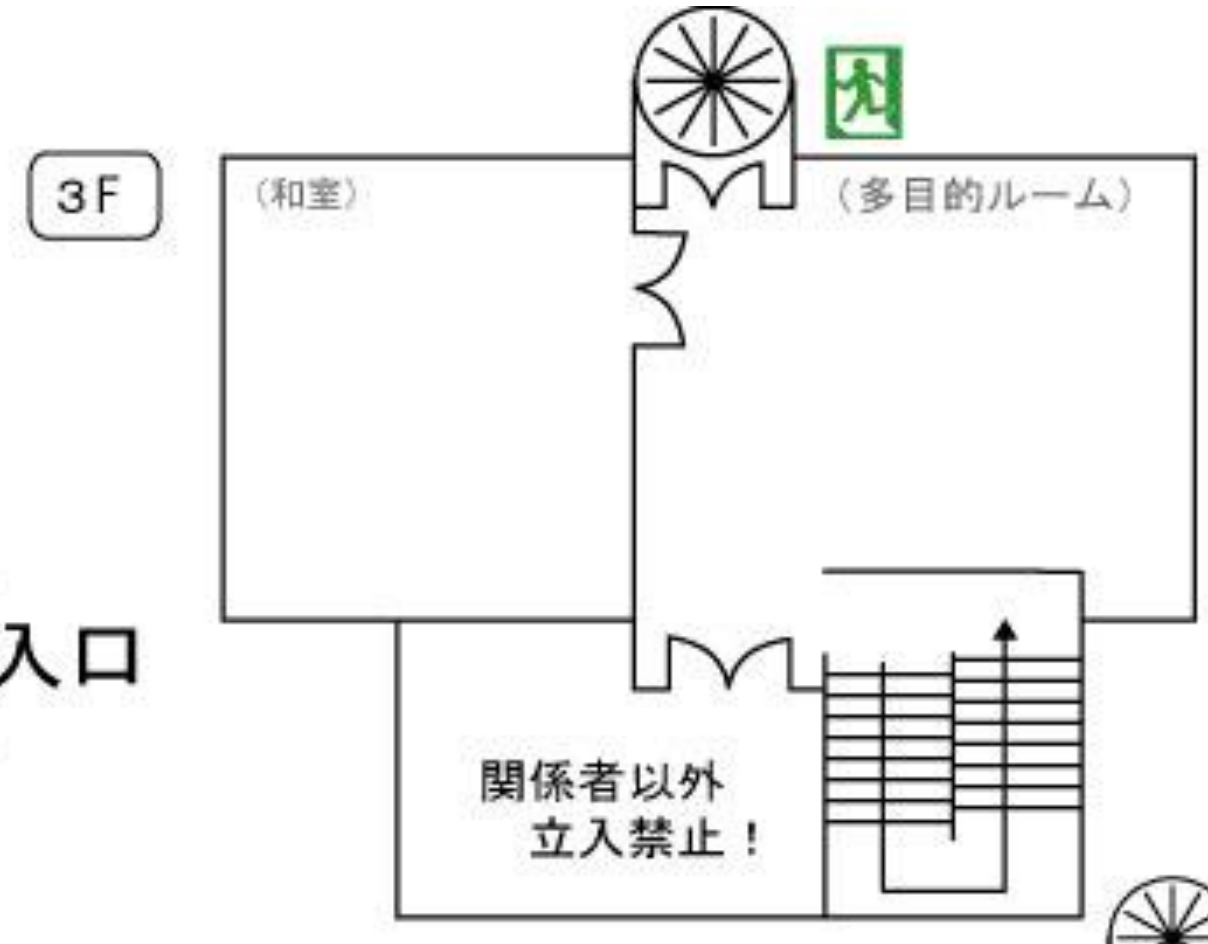 3F
（和室）
（多目的ルーム）
入口
関係者以外
立入禁止！